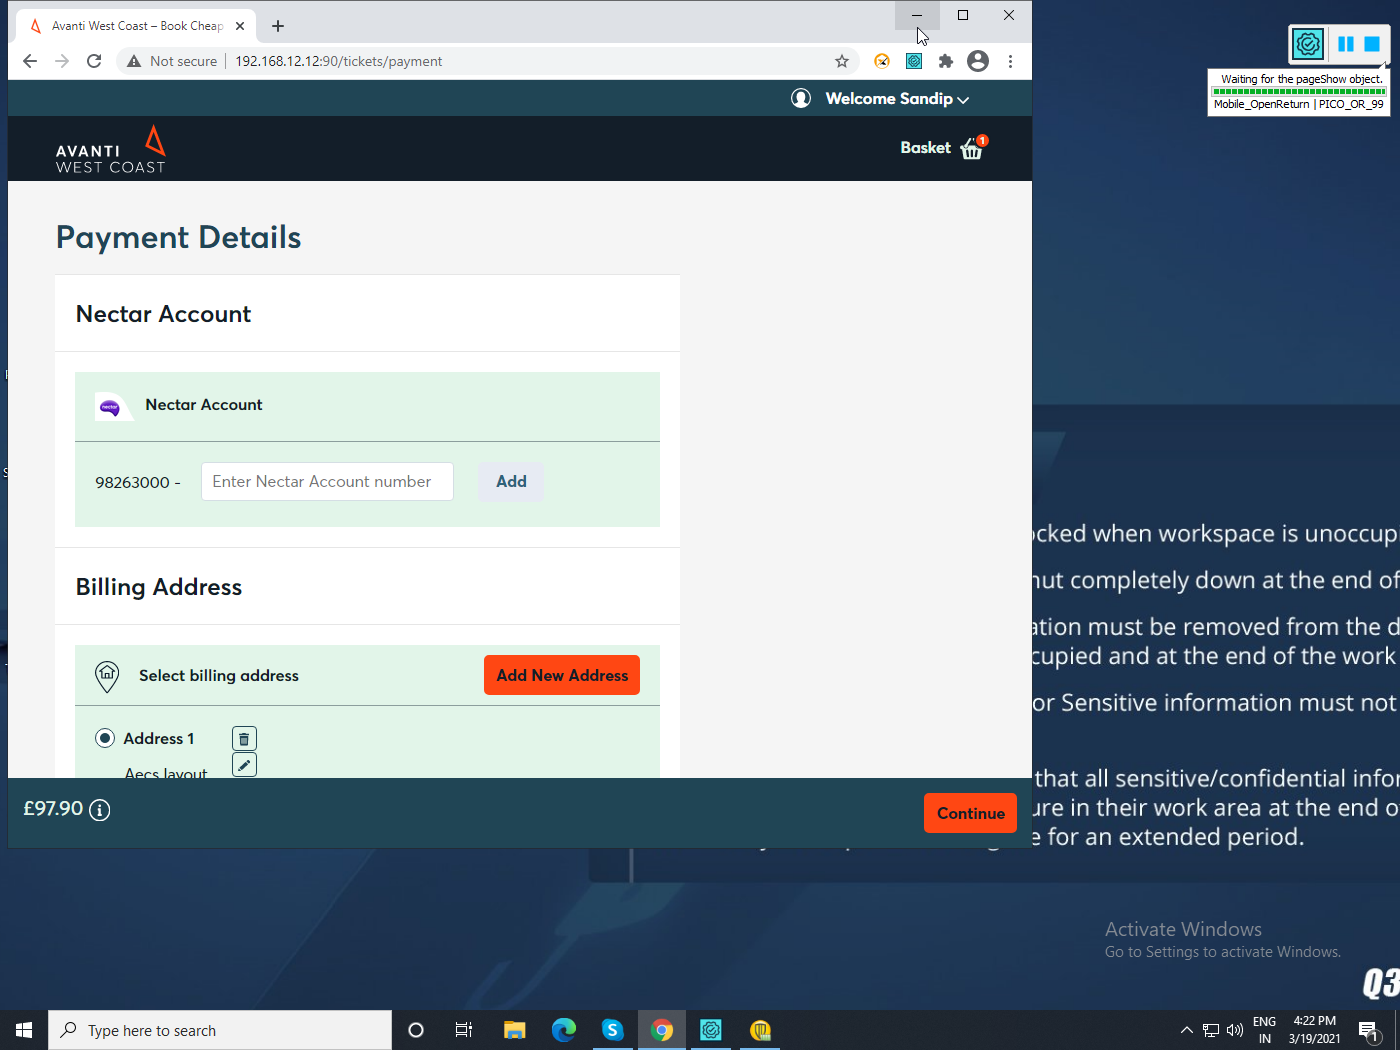 Avanti West Coast – Book Cheap
Not secure
192.168.12.12:90/tickets/payment
Waiting for the pageShow object.
Mobile_OpenReturn | PICO_OR_99
Welcome Sandip
AVANTI
WEST COAST
Basket
1
Payment Details
Nectar Account
nectar
Nectar Account
98263000 -
Enter Nectar Account number
Add
Billing Address
Select billing address
Add New Address
Address 1
Aecs layout
£97.90
Continue
ocked when workspace is unoccup
hut completely down at the end of
ation must be removed from the d
cupied and at the end of the work
or Sensitive information must not
that all sensitive/confidential infor
ure in their work area at the end o
e for an extended period.
Activate Windows
Go to Settings to activate Windows.
Q3
Type here to search
ENG
IN
4:22 PM
3/19/2021
1